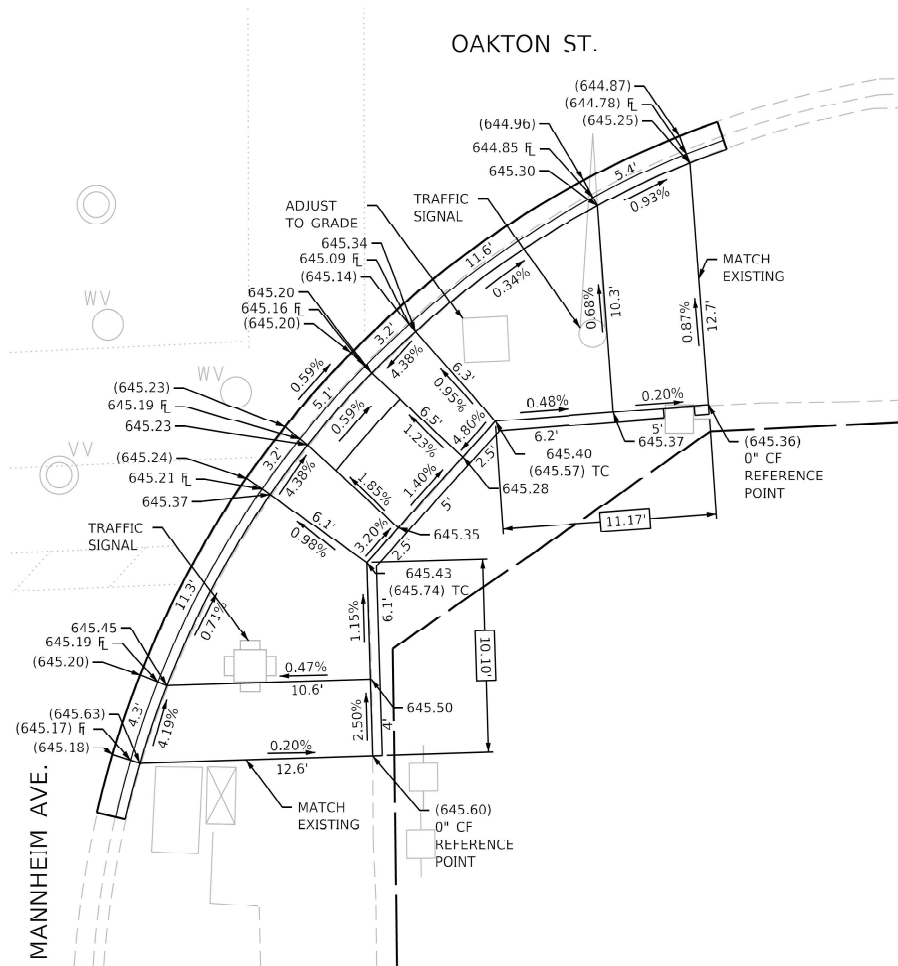 OAKTON ST.
(644.87)
(644.78) FL
(645.25)
(644.96)
644.85 FL
645.30
5.4'
0.93%
TRAFFIC
SIGNAL
ADJUST
TO GRADE
645.34
645.09 FL
(645.14)
11.6'
0.34%
MATCH
EXISTING
645.20
645.16 FL
(645.20)
WV
3.2'
4.38%
0.68%
10.3'
0.87%
12.7'
0.59%
5.1'
0.59%
6.3'
0.95%
WV
(645.23)
645.19 FL
645.23
6.5'
1.23%
4.80%
0.48%
6.2'
0.20%
5'
645.37
(645.36)
0" CF
REFERENCE
POINT
645.40
(645.57) TC
2.5'
645.28
3.2'
4.38%
VV
(645.24)
645.21 FL
645.37
1.85%
1.40%
5'
11.17'
TRAFFIC
SIGNAL
6.1'
0.98%
3.20%
2.5'
645.35
645.43
(645.74) TC
11.3'
0.71%
1.15%
6.1'
10.10'
645.45
645.19 FL
(645.20)
0.47%
10.6'
645.50
(645.63)
(645.17) FL
(645.18)
4.3'
4.19%
2.50%
4'
0.20%
12.6'
MATCH
EXISTING
(645.60)
0" CF
REFERENCE
POINT
MANNHEIM AVE.